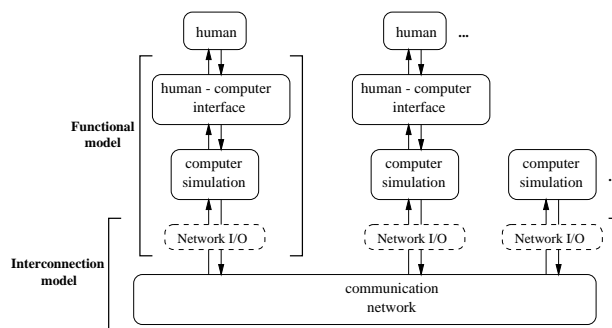 human
human
...
human - computer
interface
human - computer
interface
Functional
model
computer
simulation
computer
simulation
computer
simulation
..
Network I/O
Network I/O
Network I/O
Interconnection
model
communication
network